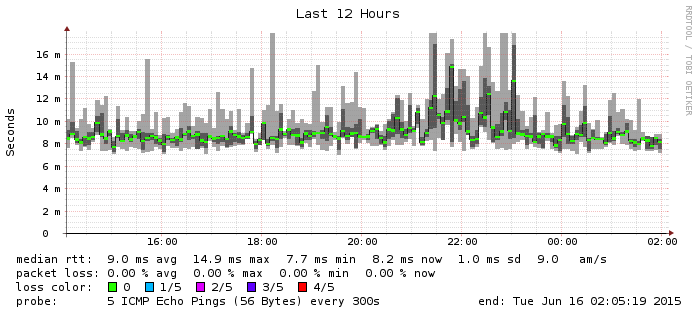 Last 12 Hours
RRDTOOL / TOBI OETIKER
Seconds
16 m
14 m
12 m
10 m
8 m
6 m
4 m
2 m
0
16:00 18:00 20:00 22:00 00:00 02:00
median rtt: 9.0 ms avg 14.9 ms max 7.7 ms min 8.2 ms now 1.0 ms sd 9.0 am/s
packet loss: 0.00 % avg 0.00 % max 0.00 % min 0.00 % now
loss color: 0 1/5 2/5 3/5 4/5
probe: 5 ICMP Echo Pings (56 Bytes) every 300s end: Tue Jun 16 02:05:19 2015